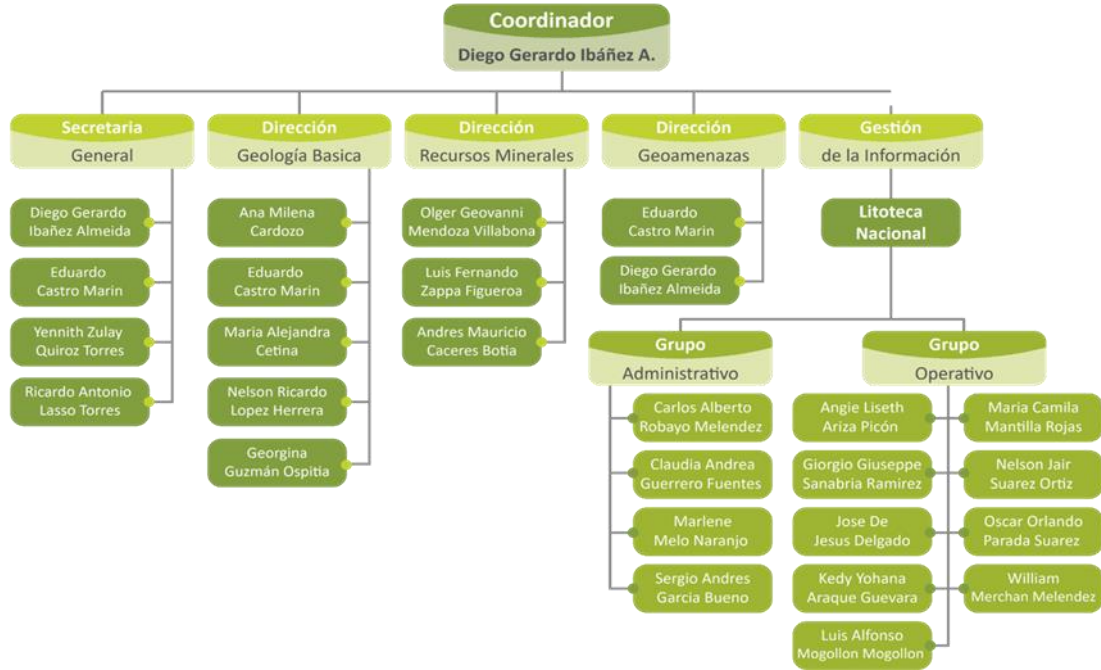 Coordinador
Diego Gerardo Ibáñez A.
Secretaria
General
Diego Gerardo
Ibañez Almeida
Eduardo
Castro Marin
Yennith Zulay
Quiroz Torres
Ricardo Antonio
Lasso Torres
Dirección
Geología Basica
Ana Milena
Cardozo
Eduardo
Castro Marin
Maria Alejandra
Cetina
Nelson Ricardo
Lopez Herrera
Georgina
Guzmán Ospitia
Dirección
Recursos Minerales
Olger Geovanni
Mendoza Villabona
Luis Fernando
Zappa Figueroa
Andres Mauricio
Caceres Botia
Dirección
Geoamenazas
Eduardo
Castro Marin
Diego Gerardo
Ibañez Almeida
Gestión
de la Información
Litoteca
Nacional
Grupo
Administrativo
Carlos Alberto
Robayo Melendez
Claudia Andrea
Guerrero Fuentes
Marlene
Melo Naranjo
Sergio Andres
Garcia Bueno
Grupo
Operativo
Angie Liseth
Ariza Picón
Giorgio Giuseppe
Sanabria Ramirez
Jose De
Jesus Delgado
Kedy Yohana
Araque Guevara
Luis Alfonso
Mogollon Mogollon
Maria Camila
Mantilla Rojas
Nelson Jair
Suarez Ortiz
Oscar Orlando
Parada Suarez
William
Merchan Melendez